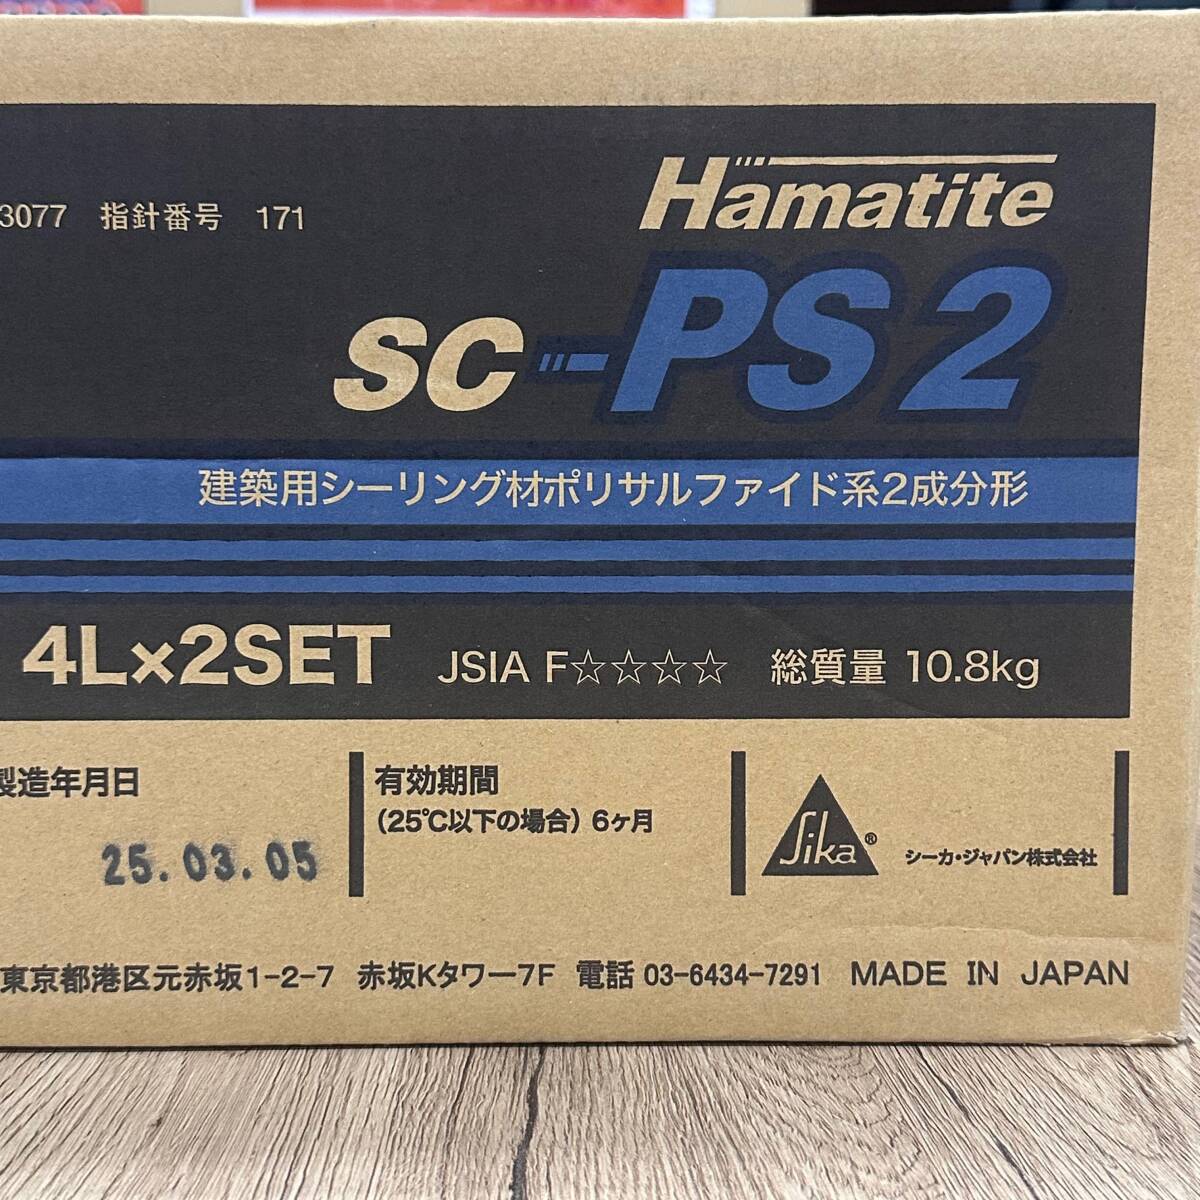 Hamatite
3077 指針番号 171
SC-PS2
建築用シーリング材ポリサルファイド系2成分形
4L×2SET JSIA F☆☆☆☆ 総質量 10.8kg
製造年月日
25.03.05
有効期間
(25℃以下の場合) 6ヶ月
Sika®
シーカ・ジャパン株式会社
東京都港区元赤坂1-2-7 赤坂Kタワー7F 電話 03-6434-7291 MADE IN JAPAN